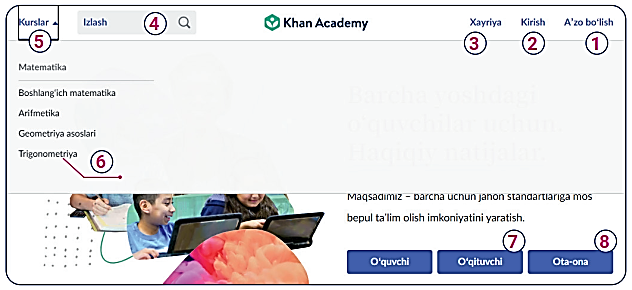 Kurslar
Izlash
4
Khan Academy
Xayriya
Kirish
A'zo bo'lish
5
3
2
1
Matematika
Boshlang'ich matematika
Arifmetika
Geometriya asoslari
Trigonometriya
6
Barcha yoshdagi
o'quvchilar uchun.
Haqiqiy natijalar
Maqsadimiz – barcha uchun jahon standartlariga mos
bepul ta'lim olish imkoniyatini yaratish.
7
8
O'quvchi
O'qituvchi
Ota-ona